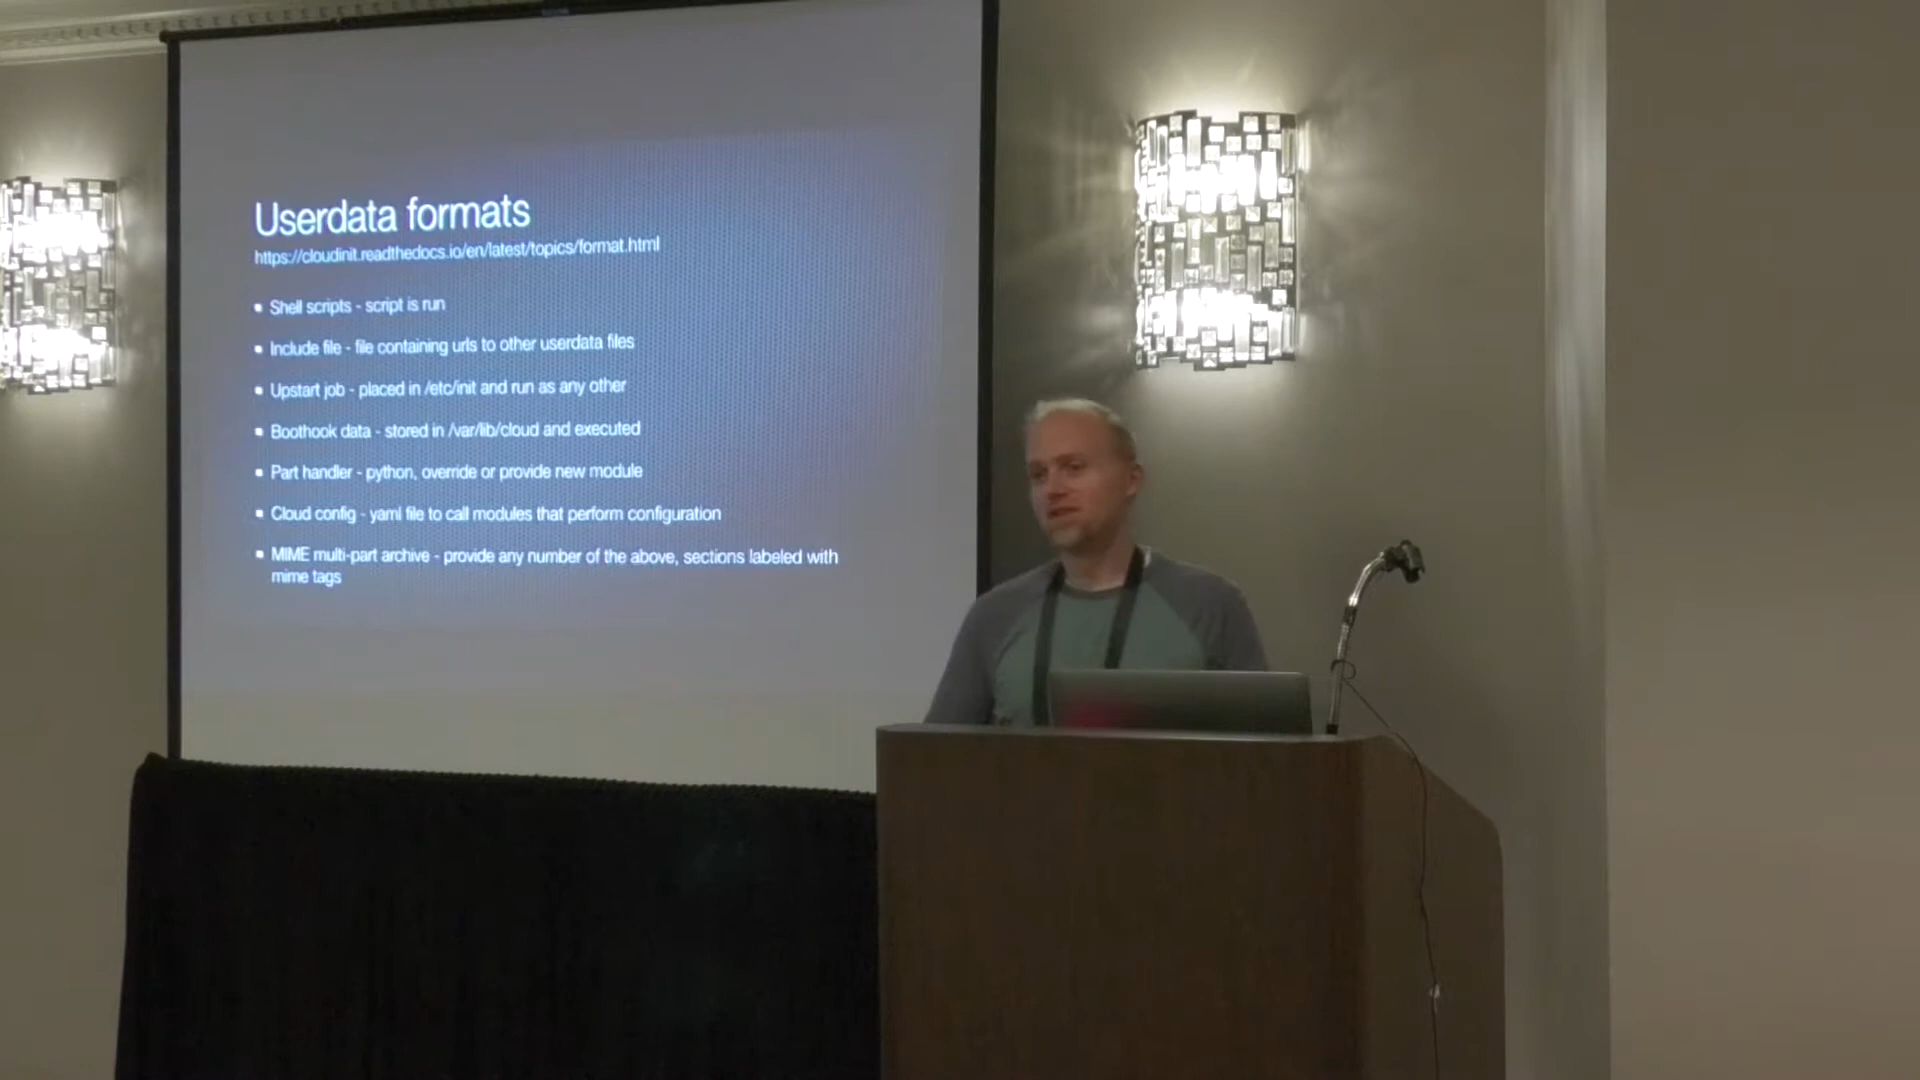 Userdata formats
https://cloudinit.readthedocs.io/en/latest/topics/format.html
Shell scripts - script is run
Include file - file containing urls to other userdata files
Upstart job - placed in /etc/init and run as any other
Boothook data - stored in /var/lib/cloud and executed
Part handler - python, override or provide new module
Cloud config - yaml file to call modules that perform configuration
MIME multi-part archive - provide any number of the above, sections labeled with
mime tags